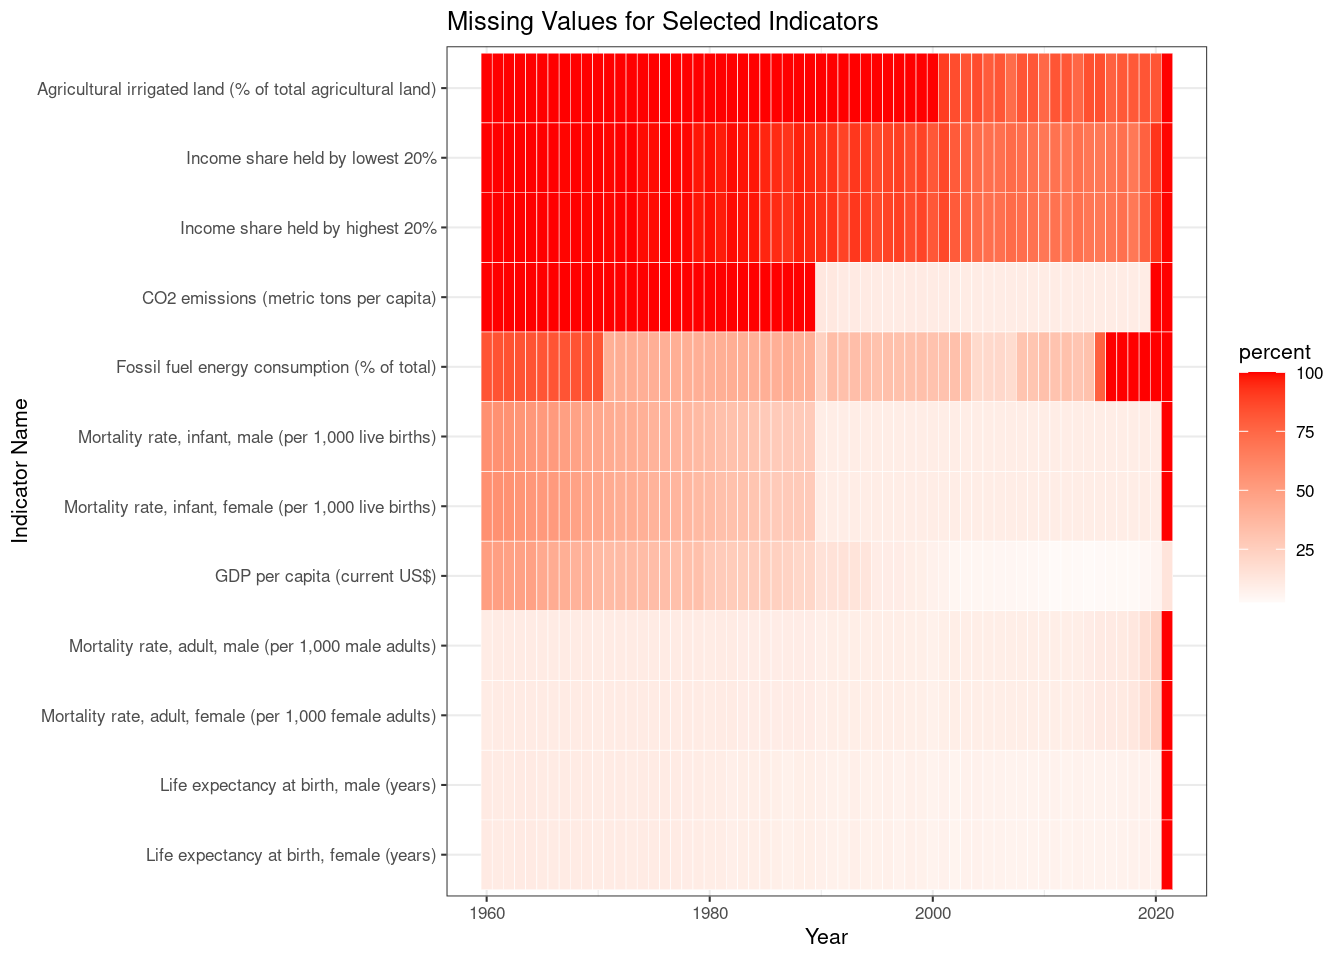 Missing Values for Selected Indicators
Agricultural irrigated land (% of total agricultural land)
Income share held by lowest 20%
Income share held by highest 20%
CO2 emissions (metric tons per capita)
Fossil fuel energy consumption (% of total)
Mortality rate, infant, male (per 1,000 live births)
Mortality rate, infant, female (per 1,000 live births)
GDP per capita (current US$)
Mortality rate, adult, male (per 1,000 male adults)
Mortality rate, adult, female (per 1,000 female adults)
Life expectancy at birth, male (years)
Life expectancy at birth, female (years)
Indicator Name
1960 1980 2000 2020
Year
percent
100
75
50
25